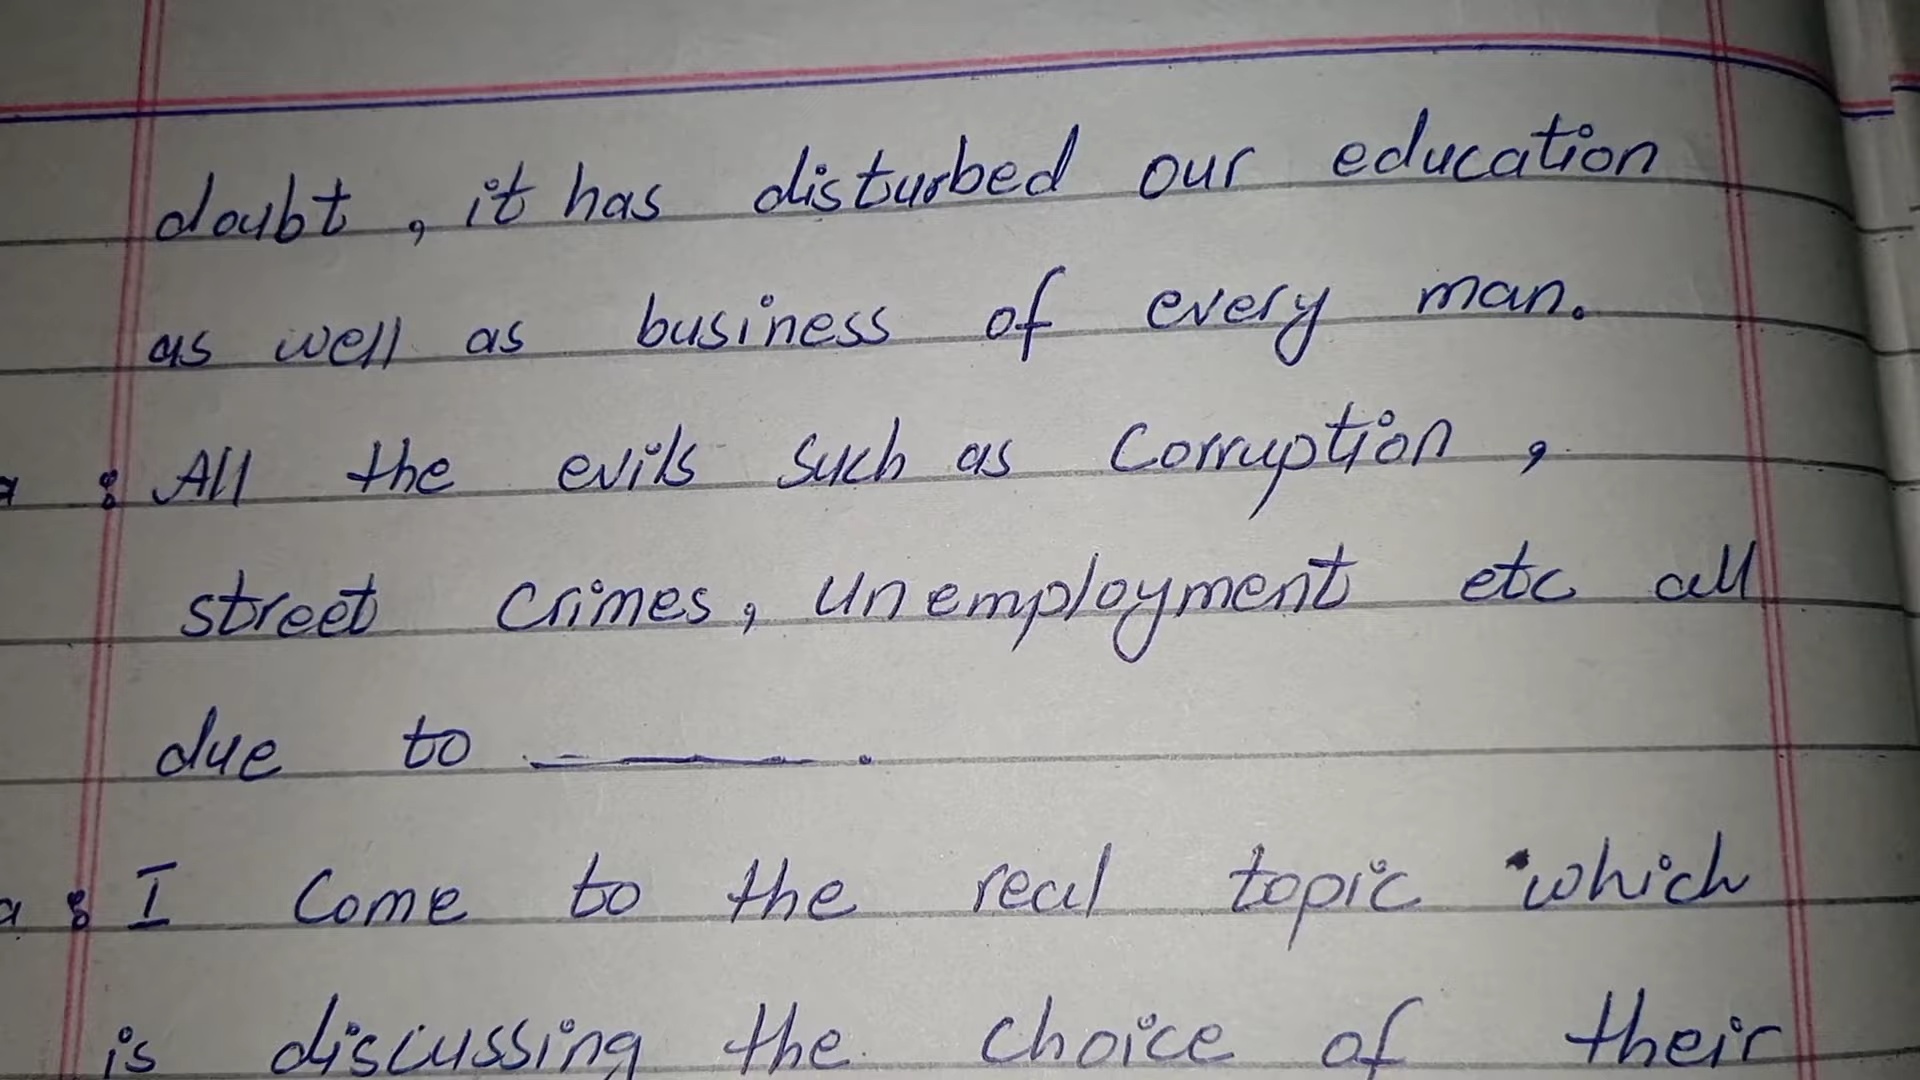 doubt, it has disturbed our education
as well as business of every man.
: All the evils such as Corruption,
street Crimes, unemployment etc all
due to ______.
: I Come to the real topic which
is discussing the choice of their